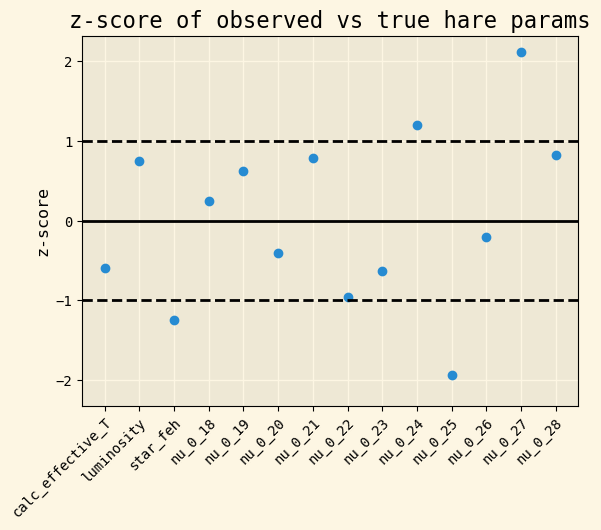 z-score of observed vs true hare params
z-score
2
1
0
−1
−2
calc_effective_T
luminosity
star_feh
nu_0_18
nu_0_19
nu_0_20
nu_0_21
nu_0_22
nu_0_23
nu_0_24
nu_0_25
nu_0_26
nu_0_27
nu_0_28